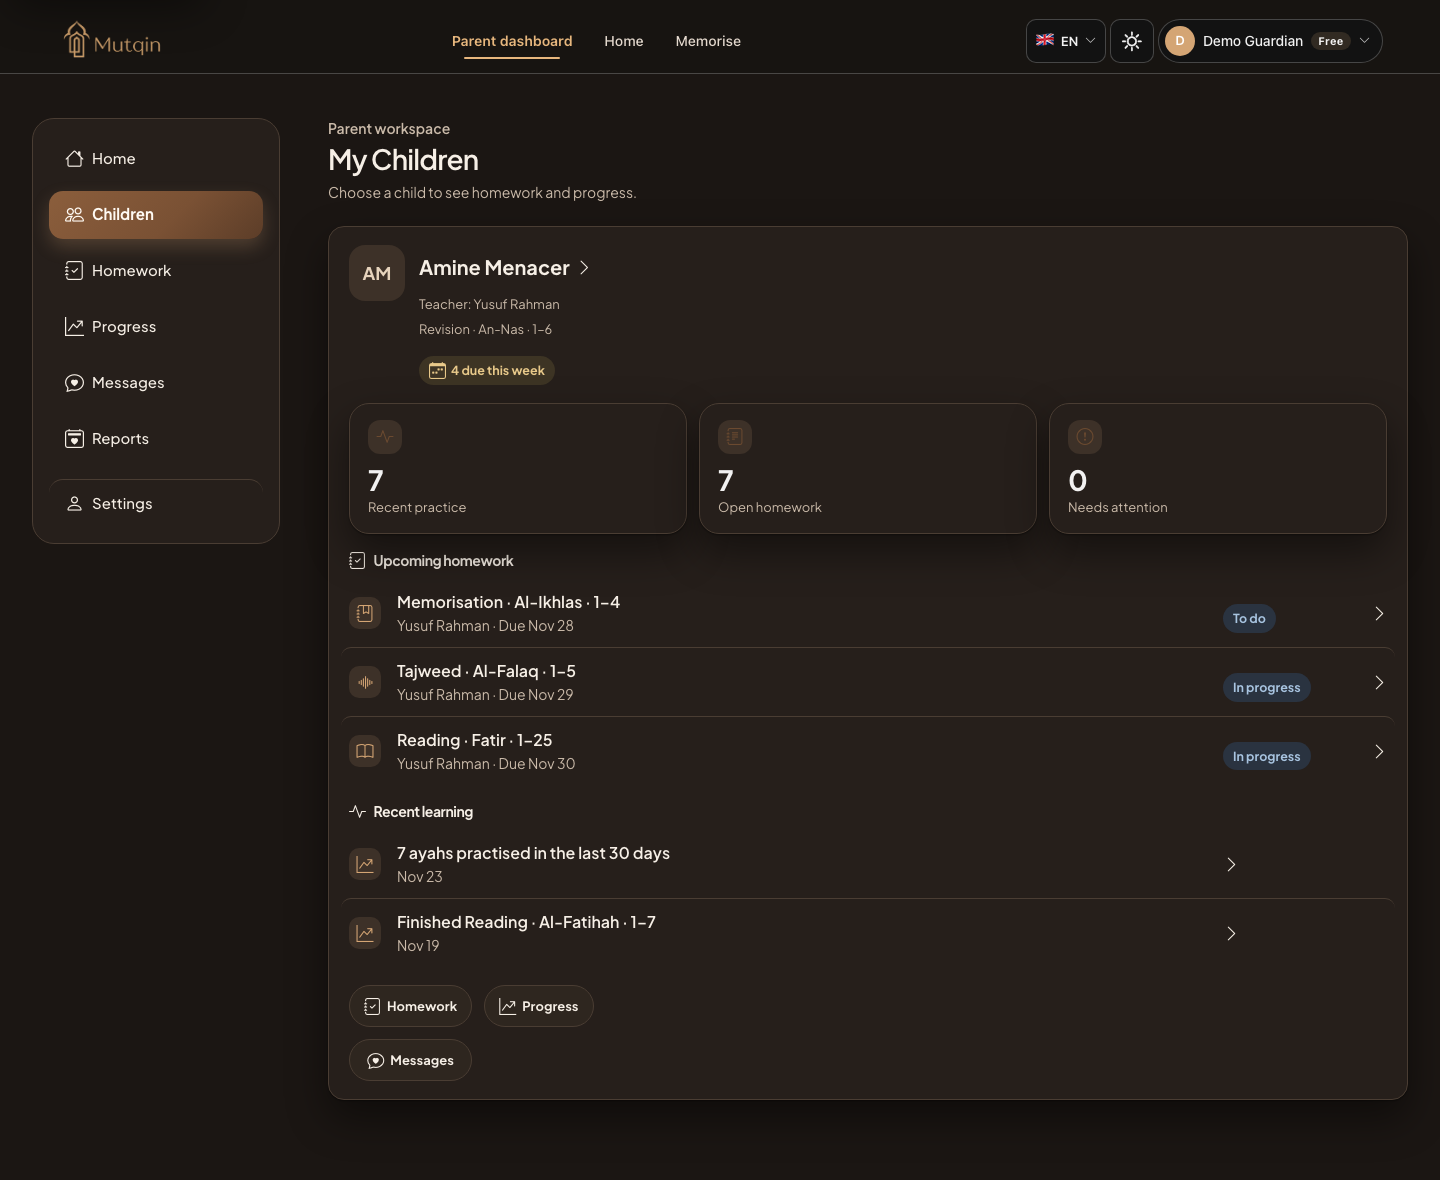 Mutqin
Parent dashboard
Home
Memorise
EN
D
Demo Guardian
Free
Home
Children
Homework
Progress
Messages
Reports
Settings
Parent workspace
My Children
Choose a child to see homework and progress.
AM
Amine Menacer
Teacher: Yusuf Rahman
Revision · An-Nas · 1–6
4 due this week
7
Recent practice
7
Open homework
0
Needs attention
Upcoming homework
Memorisation · Al-Ikhlas · 1–4
Yusuf Rahman · Due Nov 28
To do
Tajweed · Al-Falaq · 1–5
Yusuf Rahman · Due Nov 29
In progress
Reading · Fatir · 1–25
Yusuf Rahman · Due Nov 30
In progress
Recent learning
7 ayahs practised in the last 30 days
Nov 23
Finished Reading · Al-Fatihah · 1–7
Nov 19
Homework
Progress
Messages